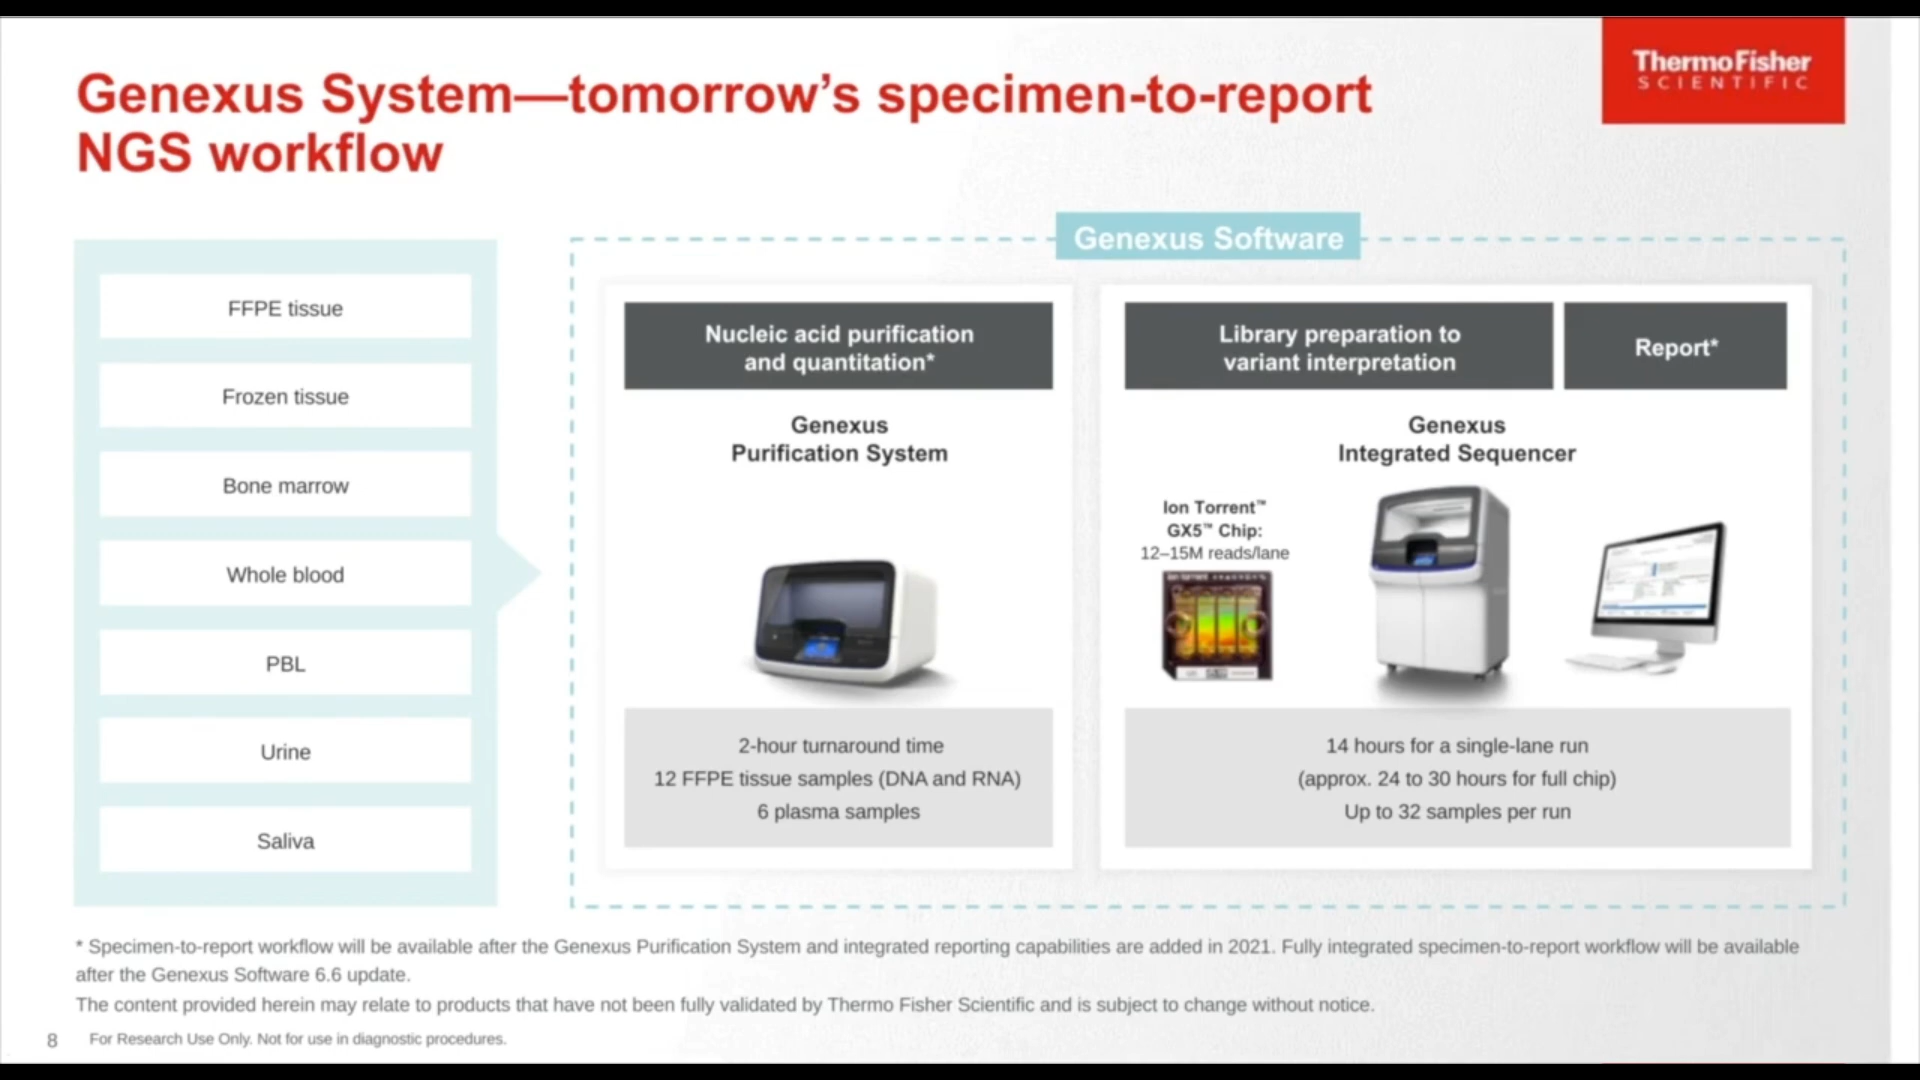 ThermoFisher
SCIENTIFIC
Genexus System—tomorrow's specimen-to-report
NGS workflow
FFPE tissue
Frozen tissue
Bone marrow
Whole blood
PBL
Urine
Saliva
Genexus Software
Nucleic acid purification
and quantitation*
Genexus
Purification System
2-hour turnaround time
12 FFPE tissue samples (DNA and RNA)
6 plasma samples
Library preparation to
variant interpretation
Report*
Genexus
Integrated Sequencer
Ion Torrent™
GX5™ Chip:
12–15M reads/lane
14 hours for a single-lane run
(approx. 24 to 30 hours for full chip)
Up to 32 samples per run
* Specimen-to-report workflow will be available after the Genexus Purification System and integrated reporting capabilities are added in 2021. Fully integrated specimen-to-report workflow will be available
after the Genexus Software 6.6 update.
The content provided herein may relate to products that have not been fully validated by Thermo Fisher Scientific and is subject to change without notice.
8 For Research Use Only. Not for use in diagnostic procedures.